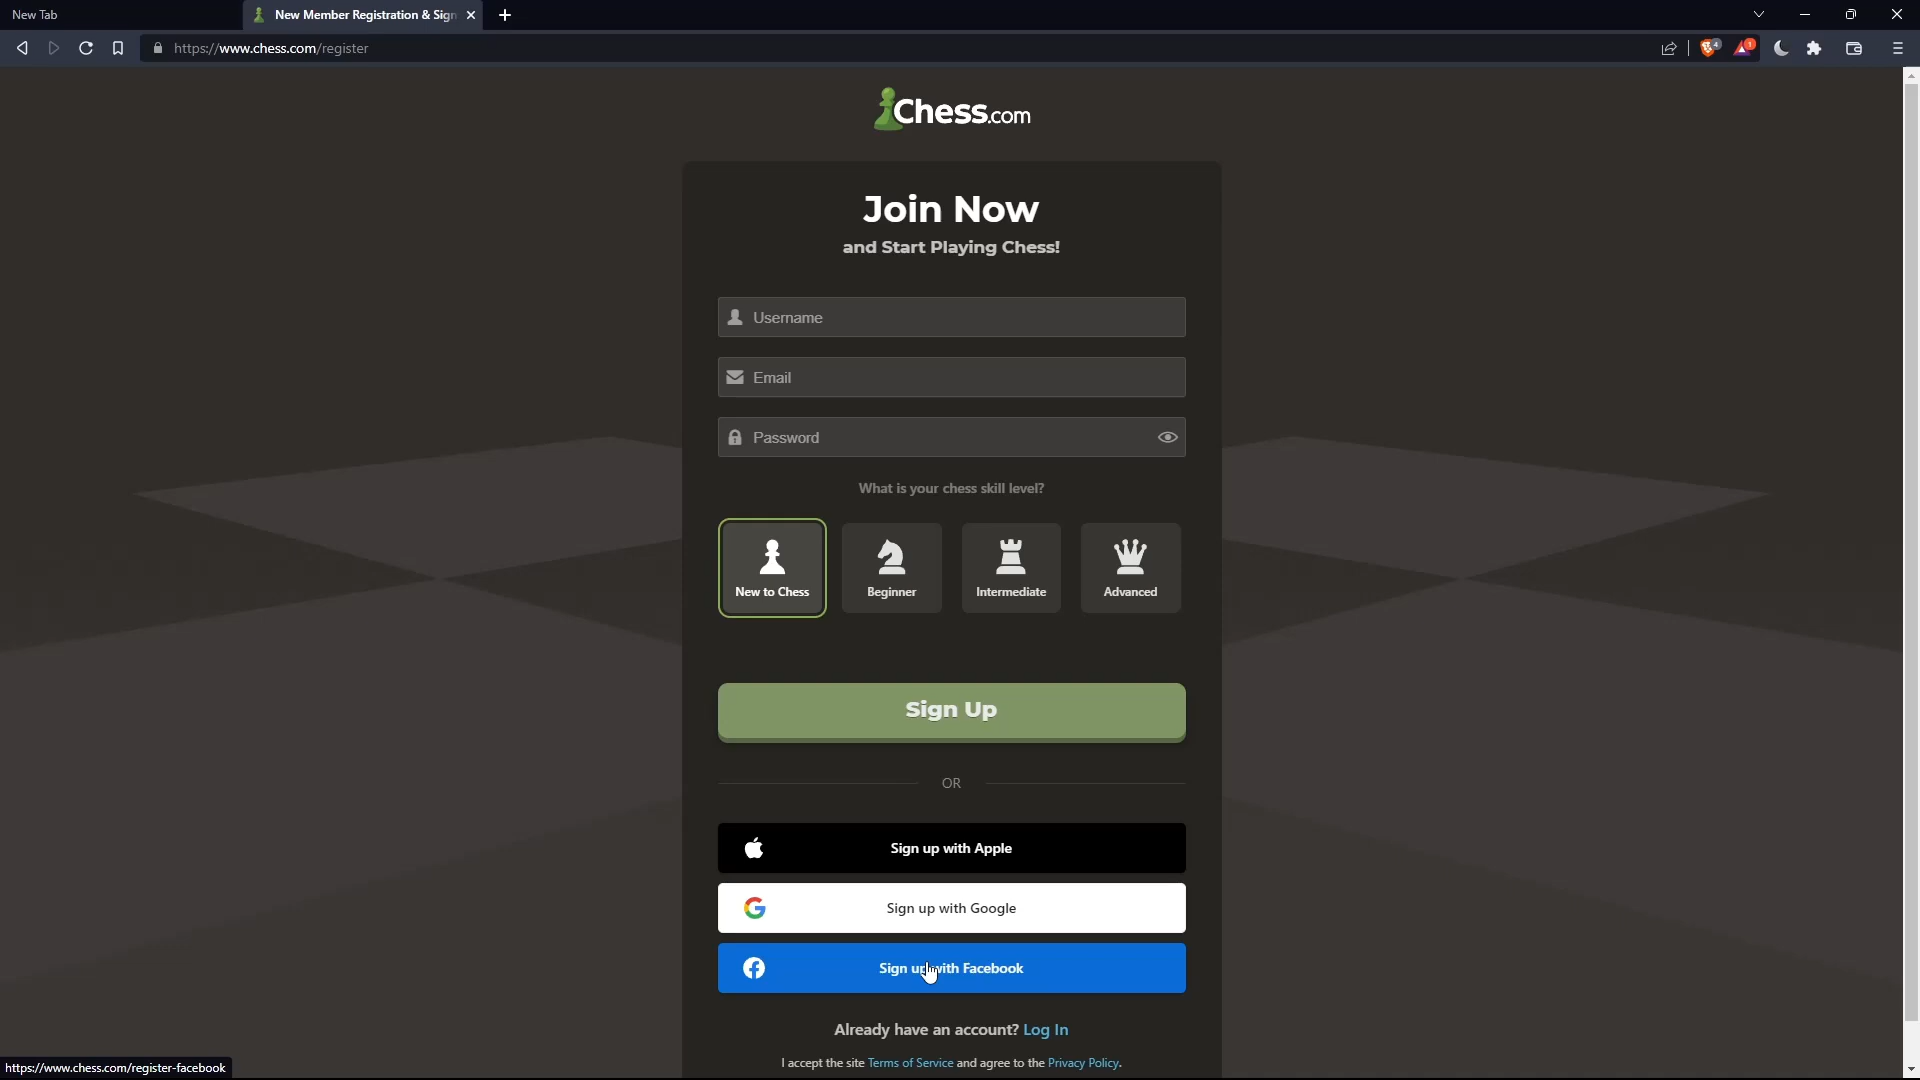 New Tab
New Member Registration & Sign
https://www.chess.com/register
4
1
Chess.com
Join Now
and Start Playing Chess!
Username
Email
Password
What is your chess skill level?
New to Chess
Beginner
Intermediate
Advanced
Sign Up
OR
Sign up with Apple
Sign up with Google
Sign up with Facebook
Already have an account? Log In
I accept the site Terms of Service and agree to the Privacy Policy.
https://www.chess.com/register-facebook